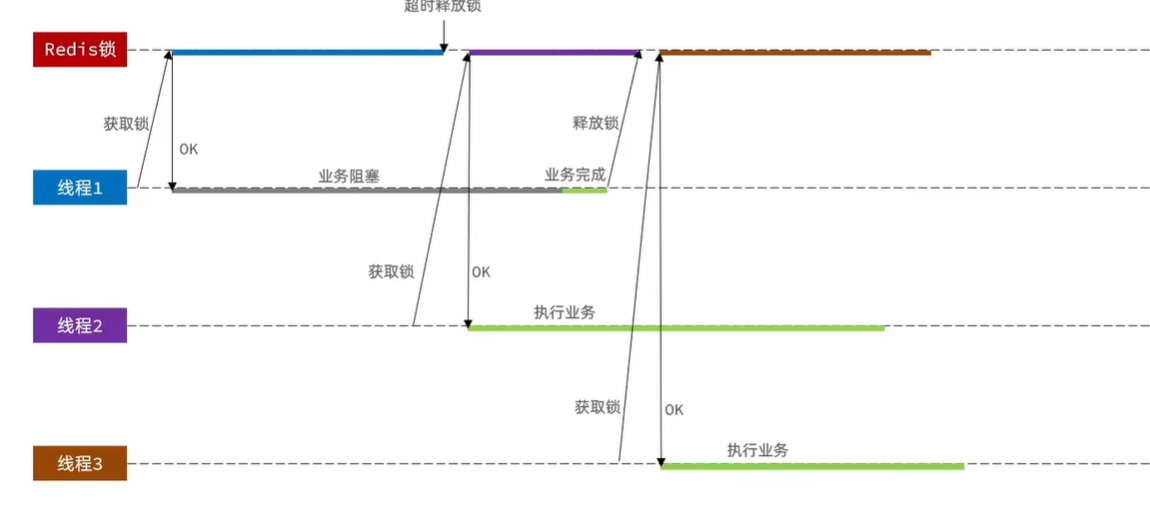 超时释放锁
Redis锁
获取锁
释放锁
OK
业务阻塞
业务完成
线程1
获取锁
OK
执行业务
线程2
获取锁
OK
执行业务
线程3